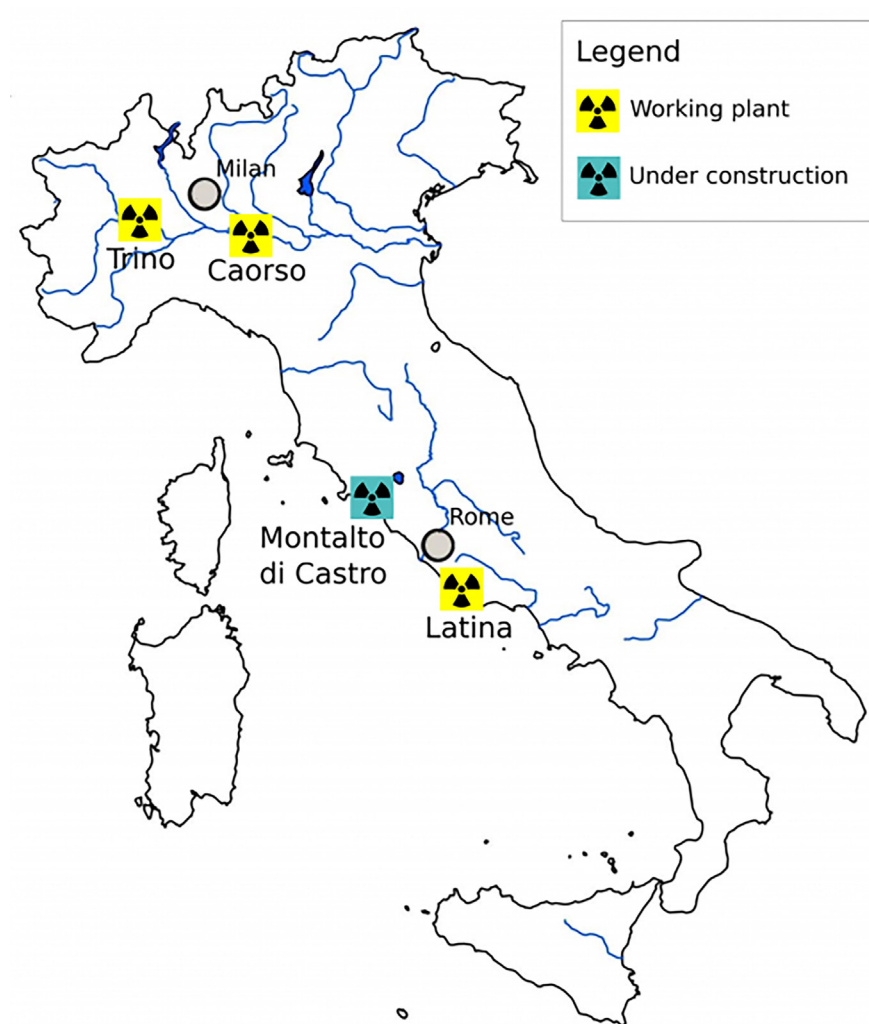 Legend
Working plant
Under construction
Milan
Trino
Caorso
Rome
Montalto
di Castro
Latina